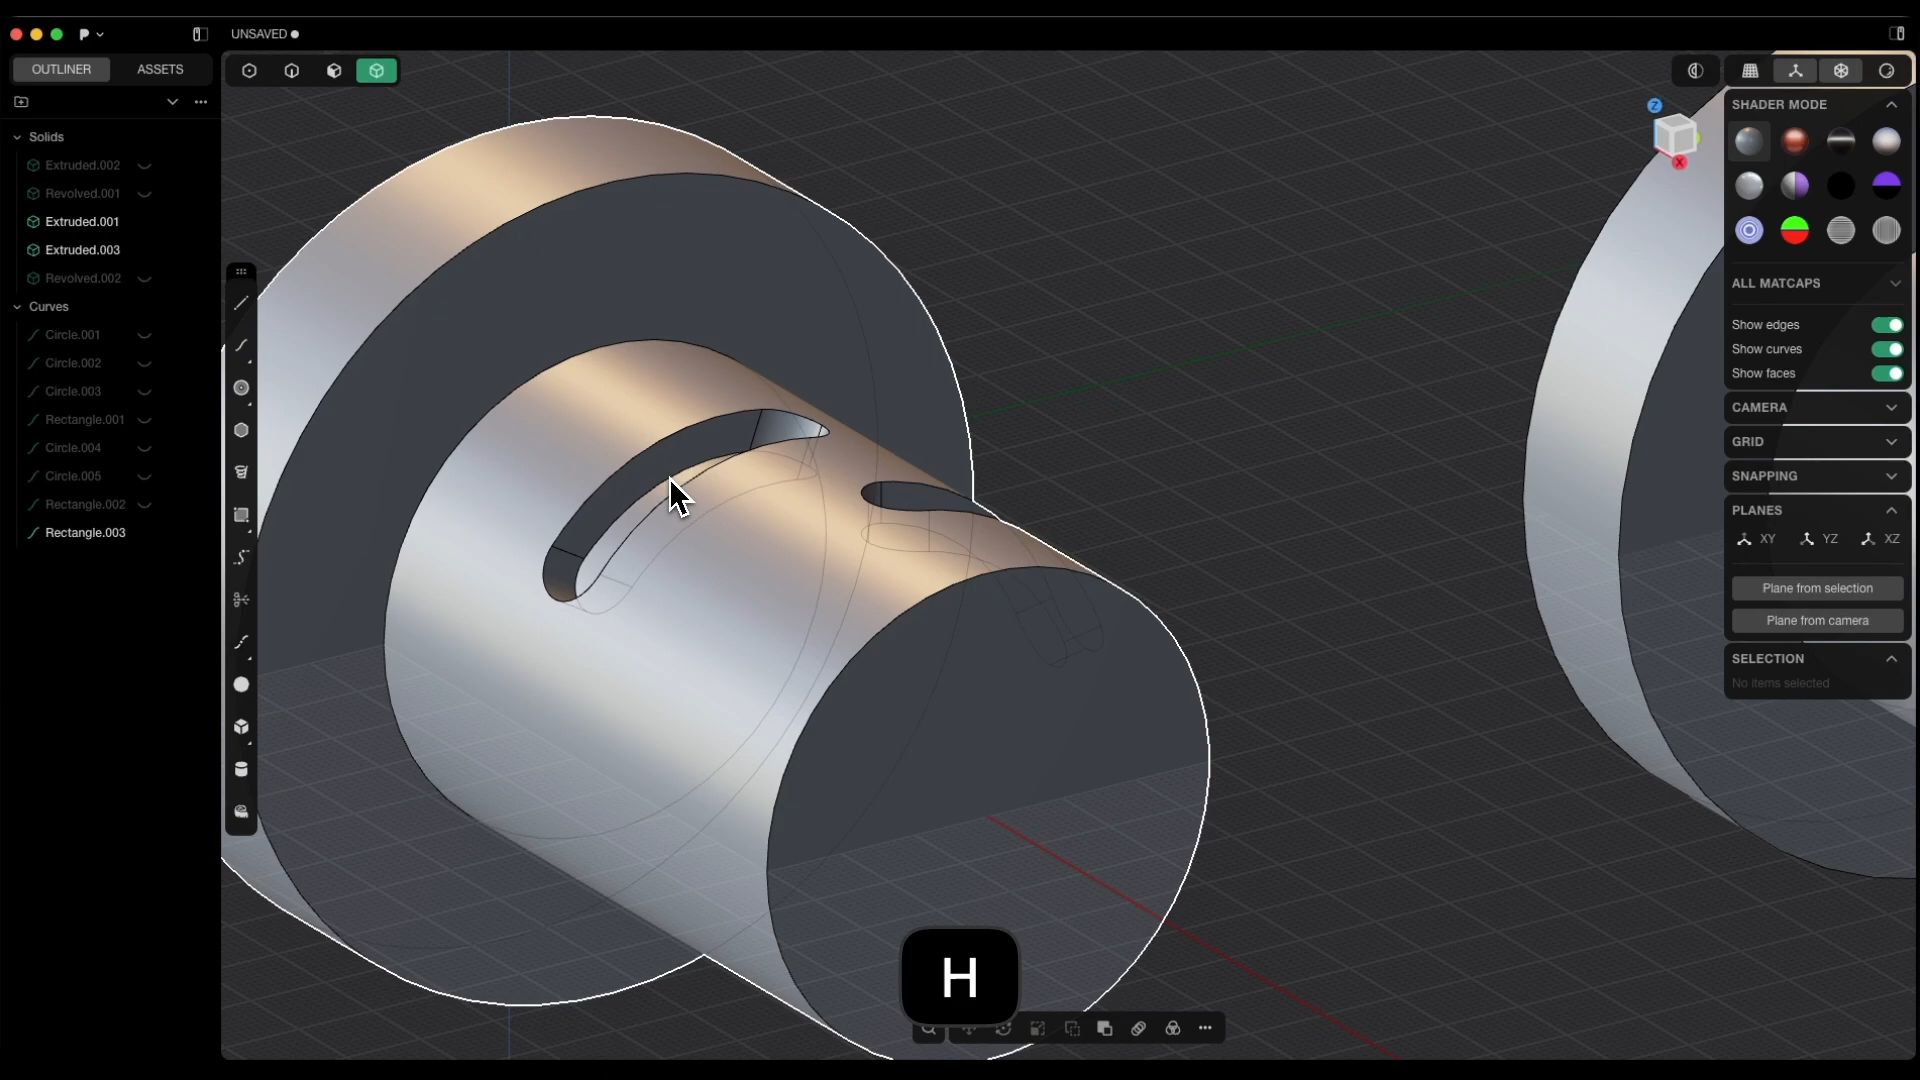 UNSAVED
OUTLINER
ASSETS
Solids
Extruded.002
Revolved.001
Extruded.001
Extruded.003
Revolved.002
Curves
Circle.001
Circle.002
Circle.003
Rectangle.001
Circle.004
Circle.005
Rectangle.002
Rectangle.003
Z
X
SHADER MODE
ALL MATCAPS
Show edges
Show curves
Show faces
CAMERA
GRID
SNAPPING
PLANES
XY
YZ
XZ
Plane from selection
Plane from camera
SELECTION
No items selected
H